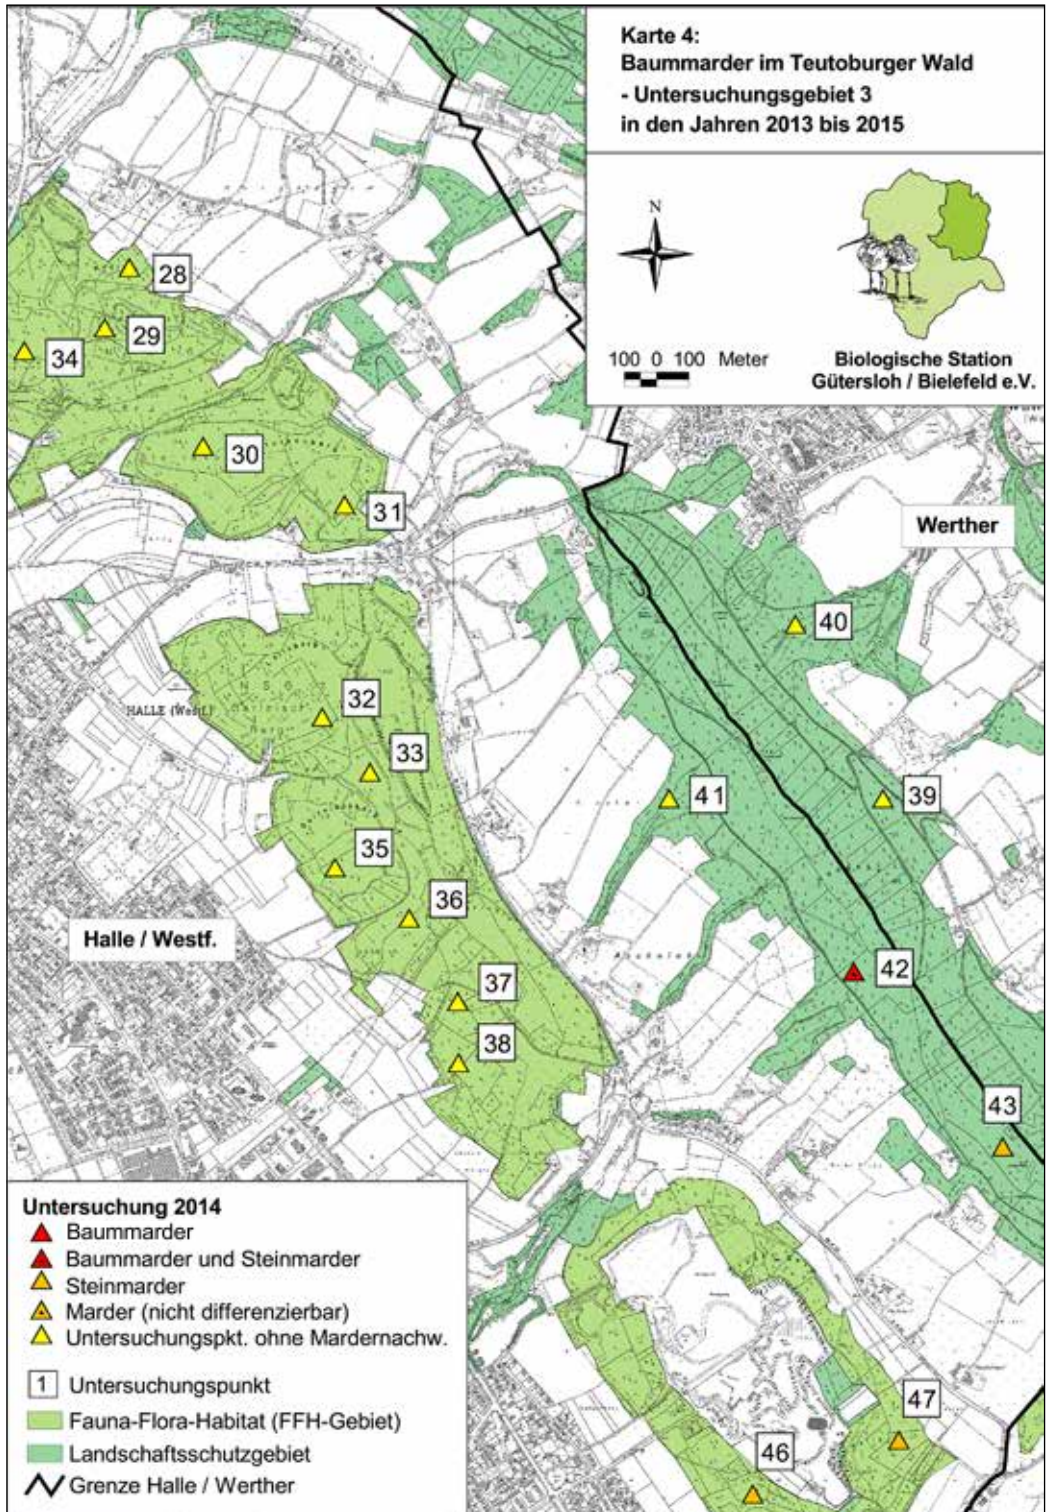 Karte 4:
Baummarder im Teutoburger Wald
- Untersuchungsgebiet 3
in den Jahren 2013 bis 2015
N
100 0 100 Meter
Biologische Station
Gütersloh / Bielefeld e.V.
28
29
34
30
31
Werther
40
32
HALLE (Westf.)
33
41
39
35
36
Halle / Westf.
42
37
38
43
47
46
Untersuchung 2014
Baummarder
Baummarder und Steinmarder
Steinmarder
Marder (nicht differenzierbar)
Untersuchungspkt. ohne Mardernachw.
1 Untersuchungspunkt
Fauna-Flora-Habitat (FFH-Gebiet)
Landschaftsschutzgebiet
Grenze Halle / Werther